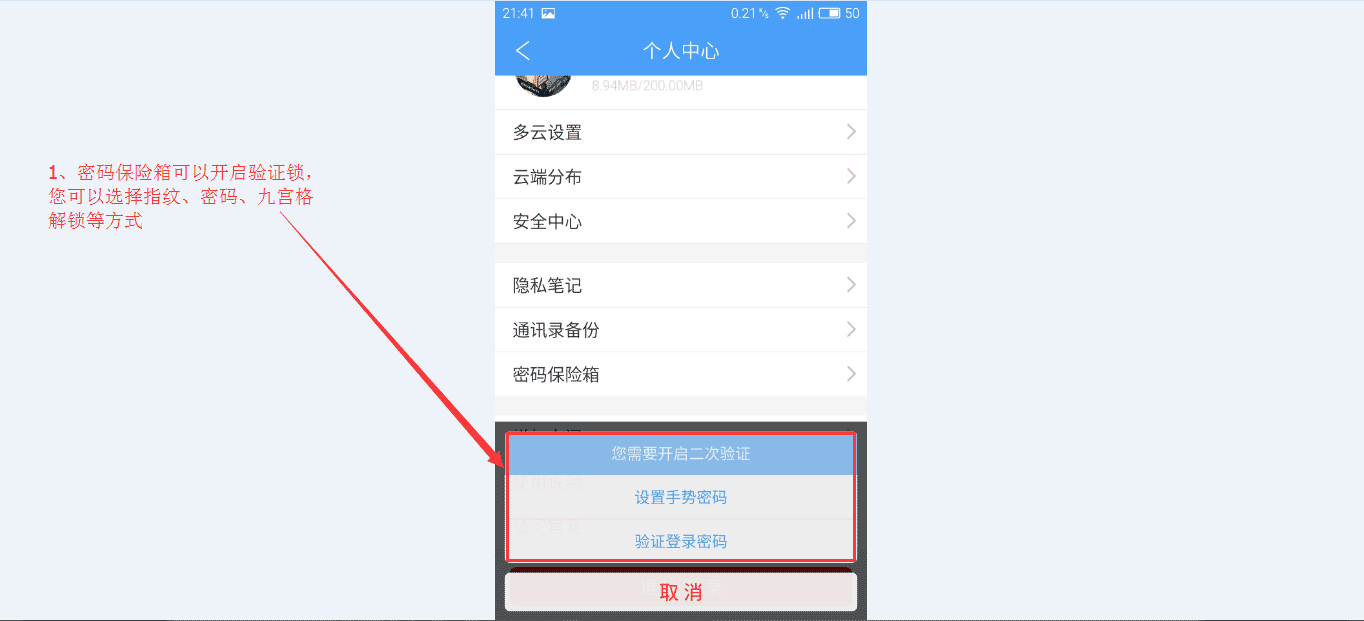 21:41
0.21 K/s
50
个人中心
8.94MB/200.00MB
多云设置
云端分布
安全中心
1、密码保险箱可以开启验证锁，
您可以选择指纹、密码、九宫格
解锁等方式
隐私笔记
通讯录备份
密码保险箱
您需要开启二次验证
设置手势密码
验证登录密码
取 消